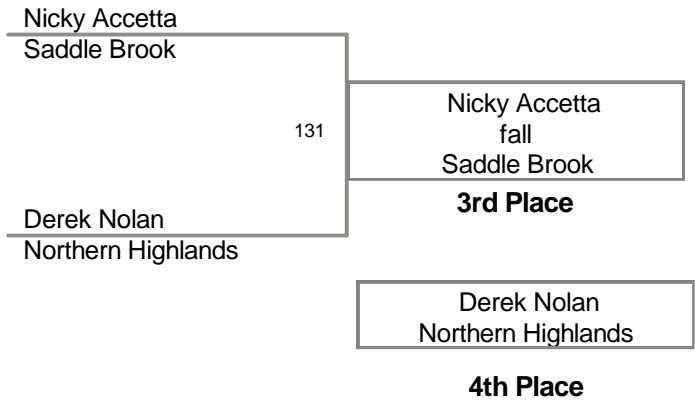 Nicky Accetta
Saddle Brook
131
Nicky Accetta
fall
Saddle Brook
3rd Place
Derek Nolan
Northern Highlands
Derek Nolan
Northern Highlands
4th Place